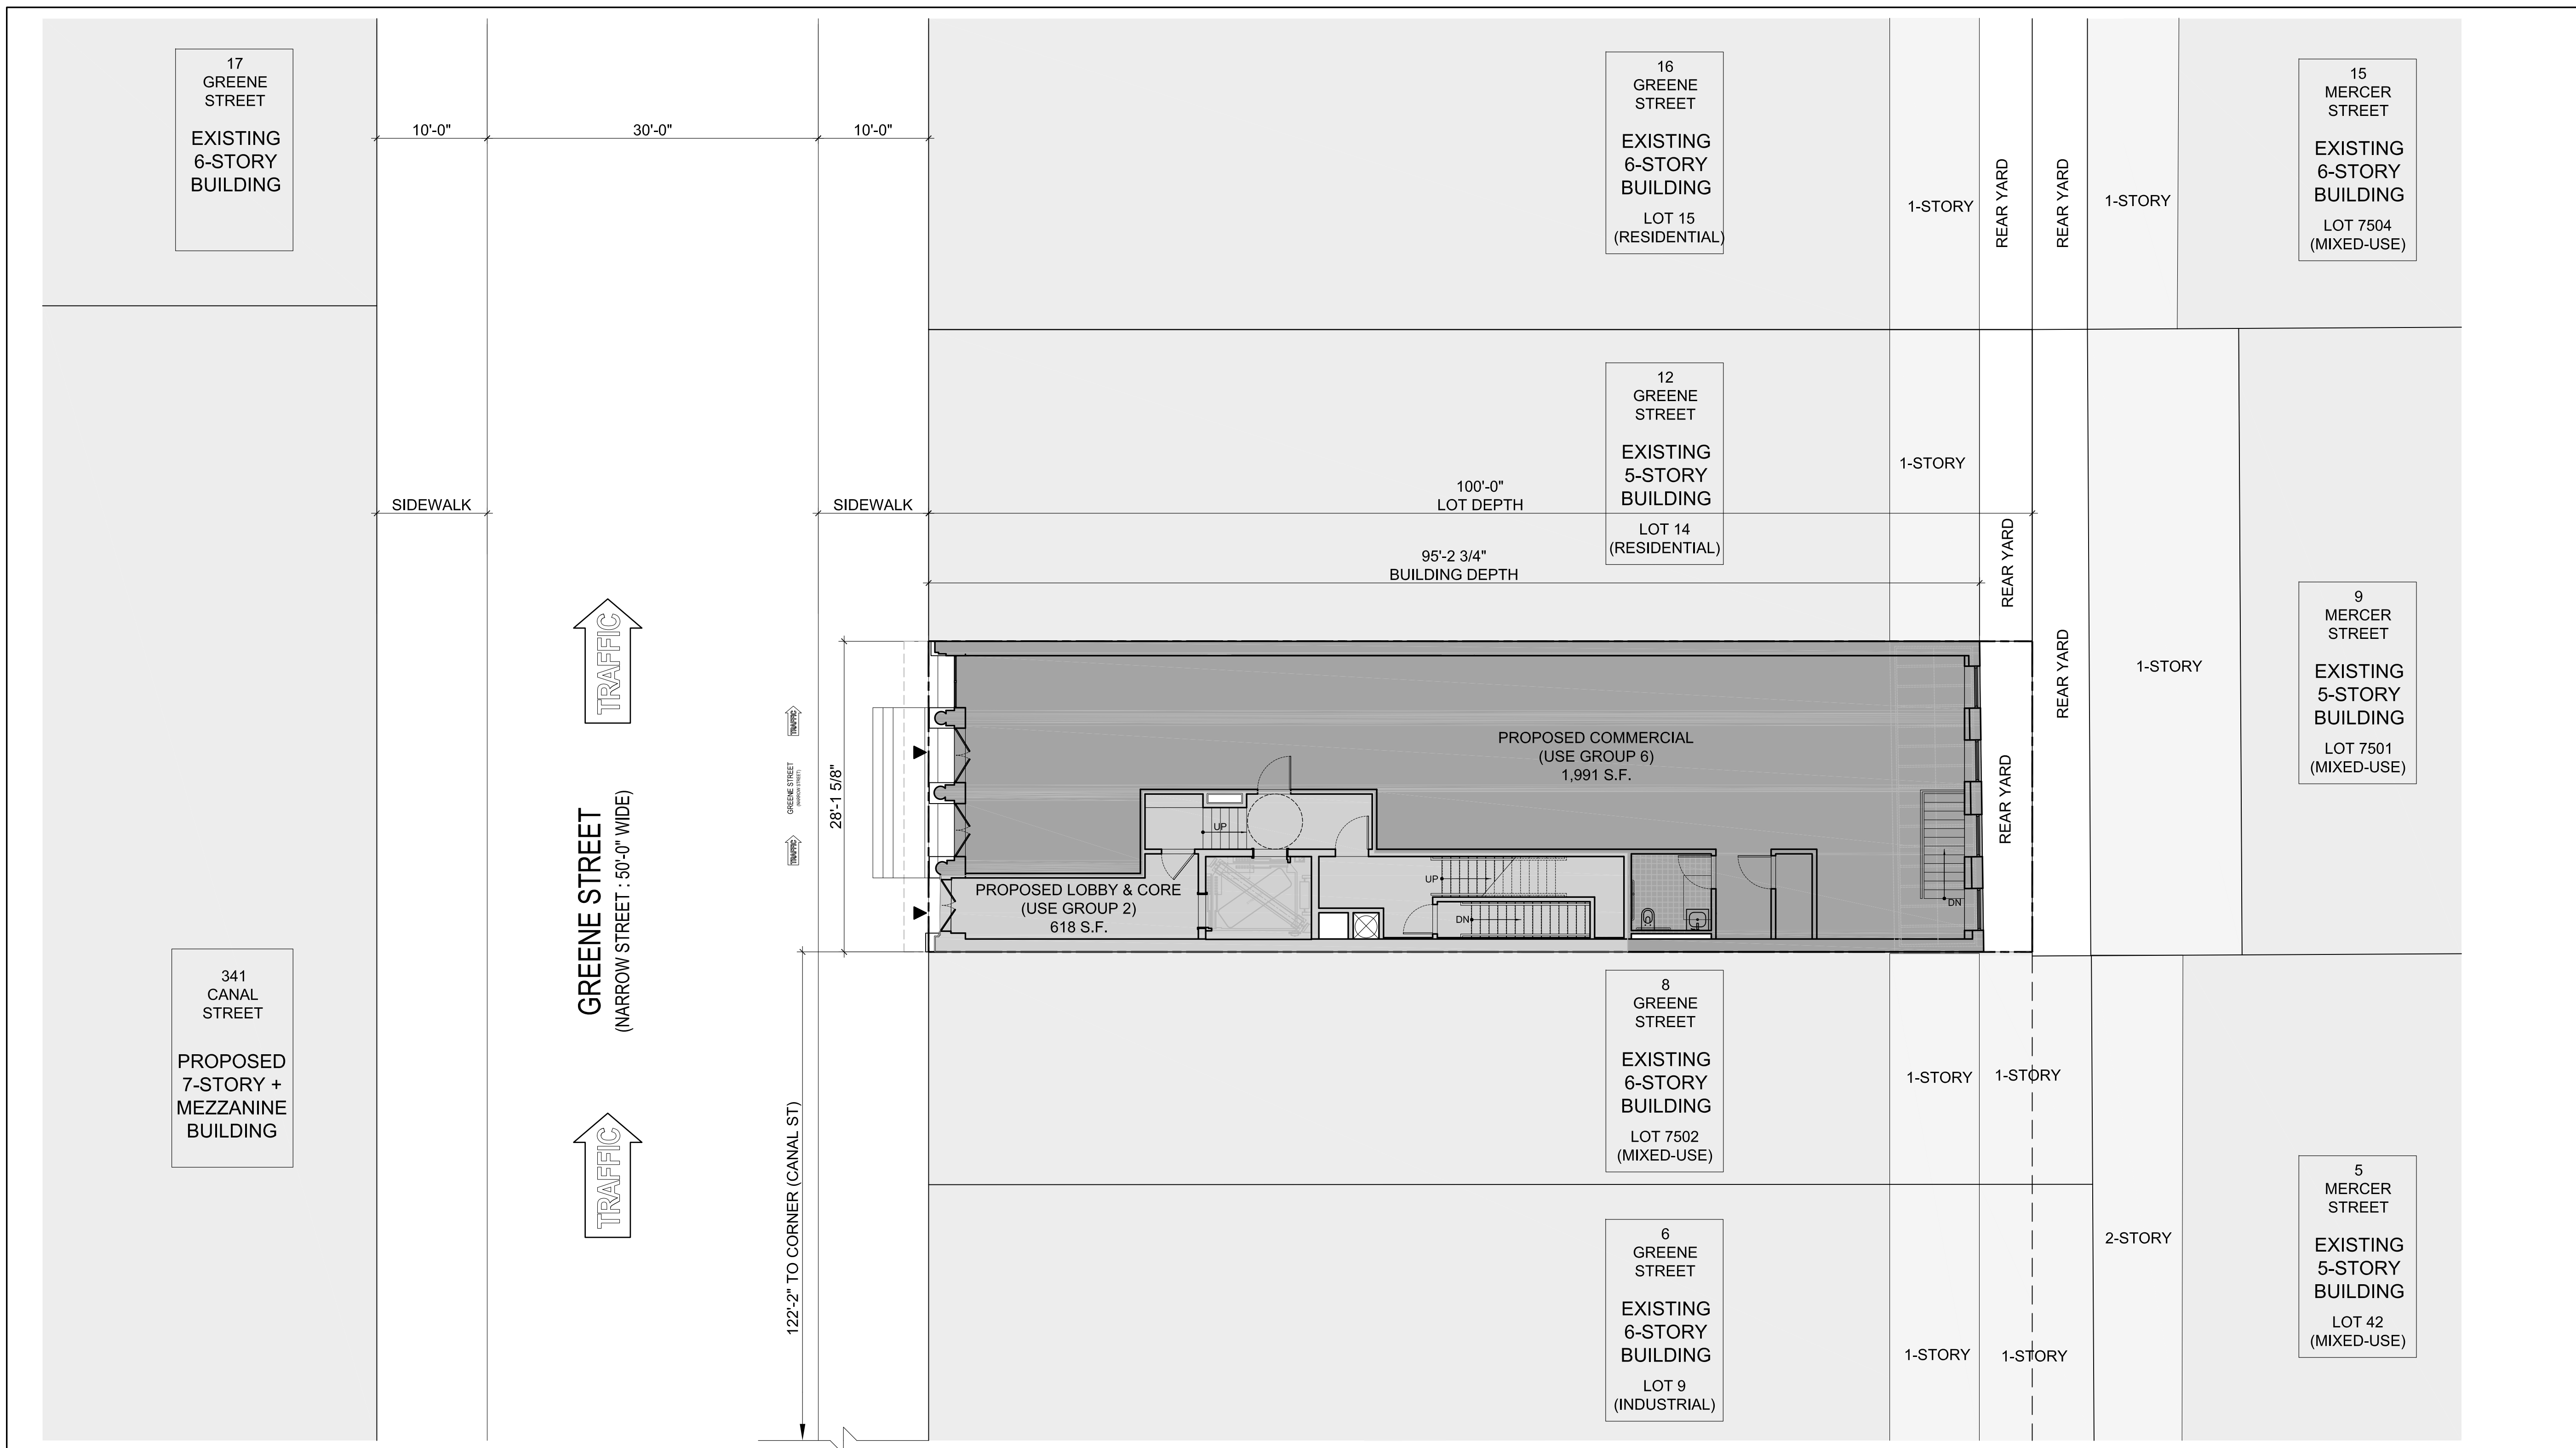 17
GREENE
STREET
EXISTING
6-STORY
BUILDING
10'-0"
30'-0"
10'-0"
16
GREENE
STREET
EXISTING
6-STORY
BUILDING
LOT 15
(RESIDENTIAL)
1-STORY
REAR YARD
REAR YARD
1-STORY
15
MERCER
STREET
EXISTING
6-STORY
BUILDING
LOT 7504
(MIXED-USE)
12
GREENE
STREET
EXISTING
5-STORY
BUILDING
LOT 14
(RESIDENTIAL)
1-STORY
SIDEWALK
SIDEWALK
100'-0"
LOT DEPTH
95'-2 3/4"
BUILDING DEPTH
REAR YARD
REAR YARD
1-STORY
9
MERCER
STREET
EXISTING
5-STORY
BUILDING
LOT 7501
(MIXED-USE)
TRAFFIC
TRAFFIC
GREENE STREET
(NARROW STREET)
TRAFFIC
28'-1 5/8"
GREENE STREET
(NARROW STREET : 50'-0" WIDE)
PROPOSED COMMERCIAL
(USE GROUP 6)
1,991 S.F.
REAR YARD
UP
UP
DN
DN
PROPOSED LOBBY & CORE
(USE GROUP 2)
618 S.F.
341
CANAL
STREET
PROPOSED
7-STORY +
MEZZANINE
BUILDING
TRAFFIC
122'-2" TO CORNER (CANAL ST)
8
GREENE
STREET
EXISTING
6-STORY
BUILDING
LOT 7502
(MIXED-USE)
1-STORY
1-STORY
6
GREENE
STREET
EXISTING
6-STORY
BUILDING
LOT 9
(INDUSTRIAL)
1-STORY
1-STORY
2-STORY
5
MERCER
STREET
EXISTING
5-STORY
BUILDING
LOT 42
(MIXED-USE)